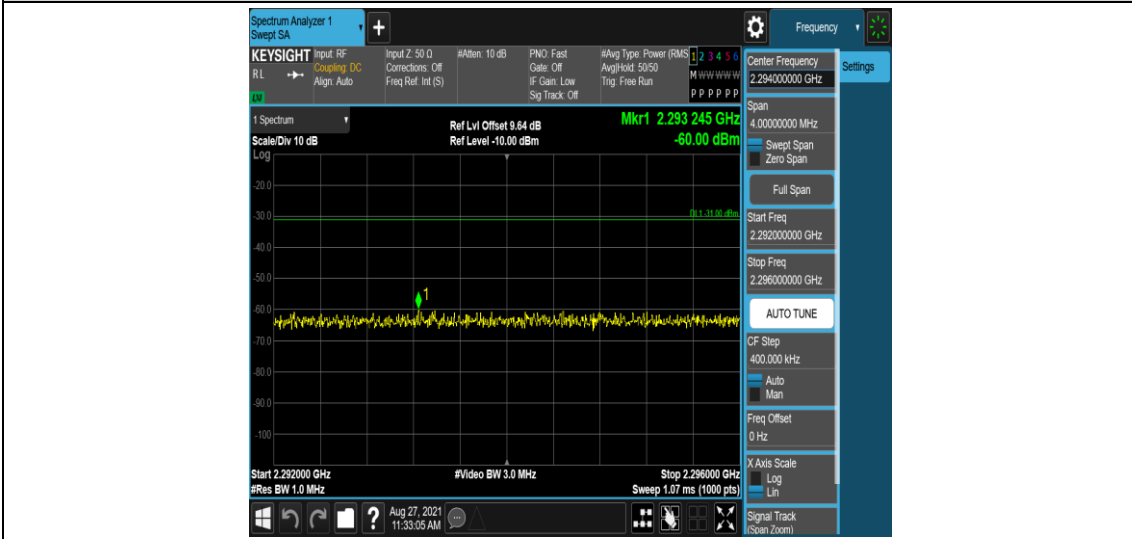 Spectrum Analyzer 1
Swept SA
+
Frequency
KEYSIGHT
RL
LXI
Input: RF
Coupling: DC
Align: Auto
Input Z: 50 Ω
Corrections: Off
Freq Ref: Int (S)
#Atten: 10 dB
PNO: Fast
Gate: Off
IF Gain: Low
Sig Track: Off
#Avg Type: Power (RMS
Avg|Hold: 50/50
Trig: Free Run
1 2 3 4 5 6
M W W W W W
P P P P P P
1 Spectrum
Scale/Div 10 dB
Log
Ref Lvl Offset 9.64 dB
Ref Level -10.00 dBm
Mkr1 2.293 245 GHz
-60.00 dBm
-20.0
-30.0
DL1 -31.00 dBm
-40.0
-50.0
1
-60.0
-70.0
-80.0
-90.0
-100
Start 2.292000 GHz
#Res BW 1.0 MHz
#Video BW 3.0 MHz
Stop 2.296000 GHz
Sweep 1.07 ms (1000 pts)
?
Aug 27, 2021
11:33:05 AM
Center Frequency
2.294000000 GHz
Settings
Span
4.00000000 MHz
Swept Span
Zero Span
Full Span
Start Freq
2.292000000 GHz
Stop Freq
2.296000000 GHz
AUTO TUNE
CF Step
400.000 kHz
Auto
Man
Freq Offset
0 Hz
X Axis Scale
Log
Lin
Signal Track
(Span Zoom)